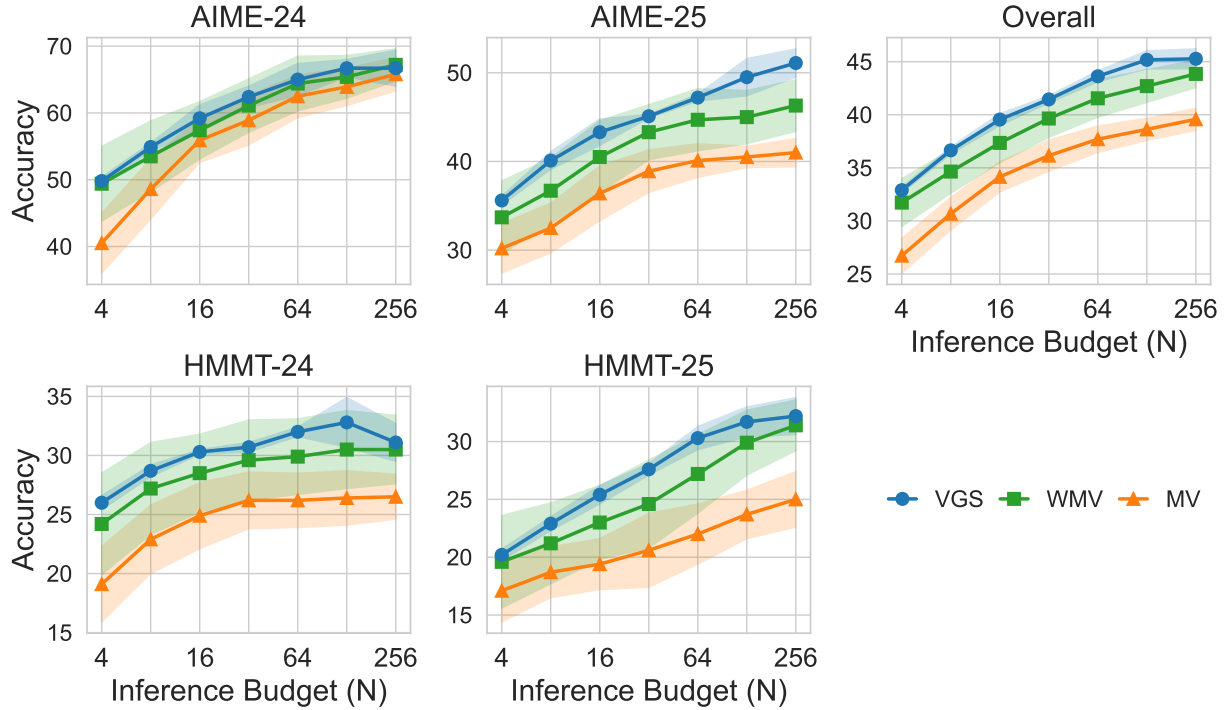 AIME-24
Accuracy
70
60
50
40
4 16 64 256
AIME-25
50
40
30
4 16 64 256
Overall
45
40
35
30
25
4 16 64 256
Inference Budget (N)
HMMT-24
Accuracy
35
30
25
20
15
4 16 64 256
Inference Budget (N)
HMMT-25
30
25
20
15
4 16 64 256
Inference Budget (N)
VGS WMV MV